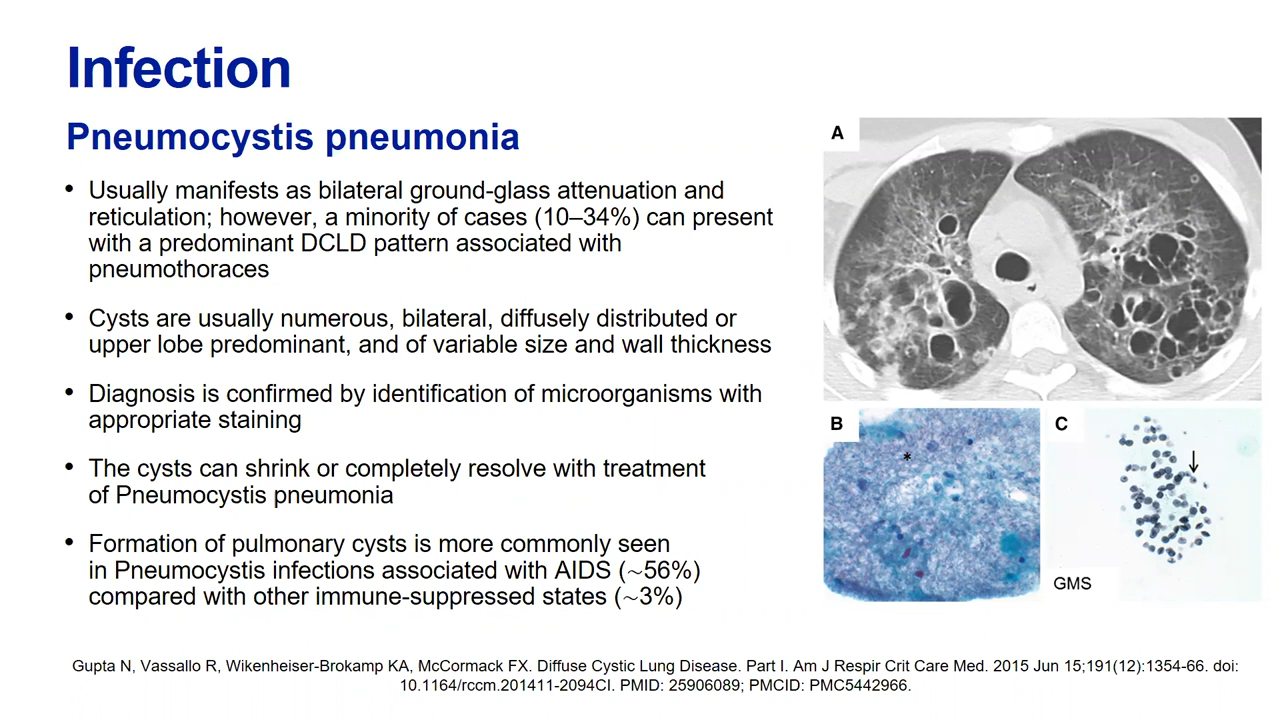 Infection
Pneumocystis pneumonia
• Usually manifests as bilateral ground-glass attenuation and
reticulation; however, a minority of cases (10–34%) can present
with a predominant DCLD pattern associated with
pneumothoraces
• Cysts are usually numerous, bilateral, diffusely distributed or
upper lobe predominant, and of variable size and wall thickness
• Diagnosis is confirmed by identification of microorganisms with
appropriate staining
• The cysts can shrink or completely resolve with treatment
of Pneumocystis pneumonia
• Formation of pulmonary cysts is more commonly seen
in Pneumocystis infections associated with AIDS (~56%)
compared with other immune-suppressed states (~3%)
A
B
*
C
GMS
Gupta N, Vassallo R, Wikenheiser-Brokamp KA, McCormack FX. Diffuse Cystic Lung Disease. Part I. Am J Respir Crit Care Med. 2015 Jun 15;191(12):1354-66. doi:
10.1164/rccm.201411-2094CI. PMID: 25906089; PMCID: PMC5442966.